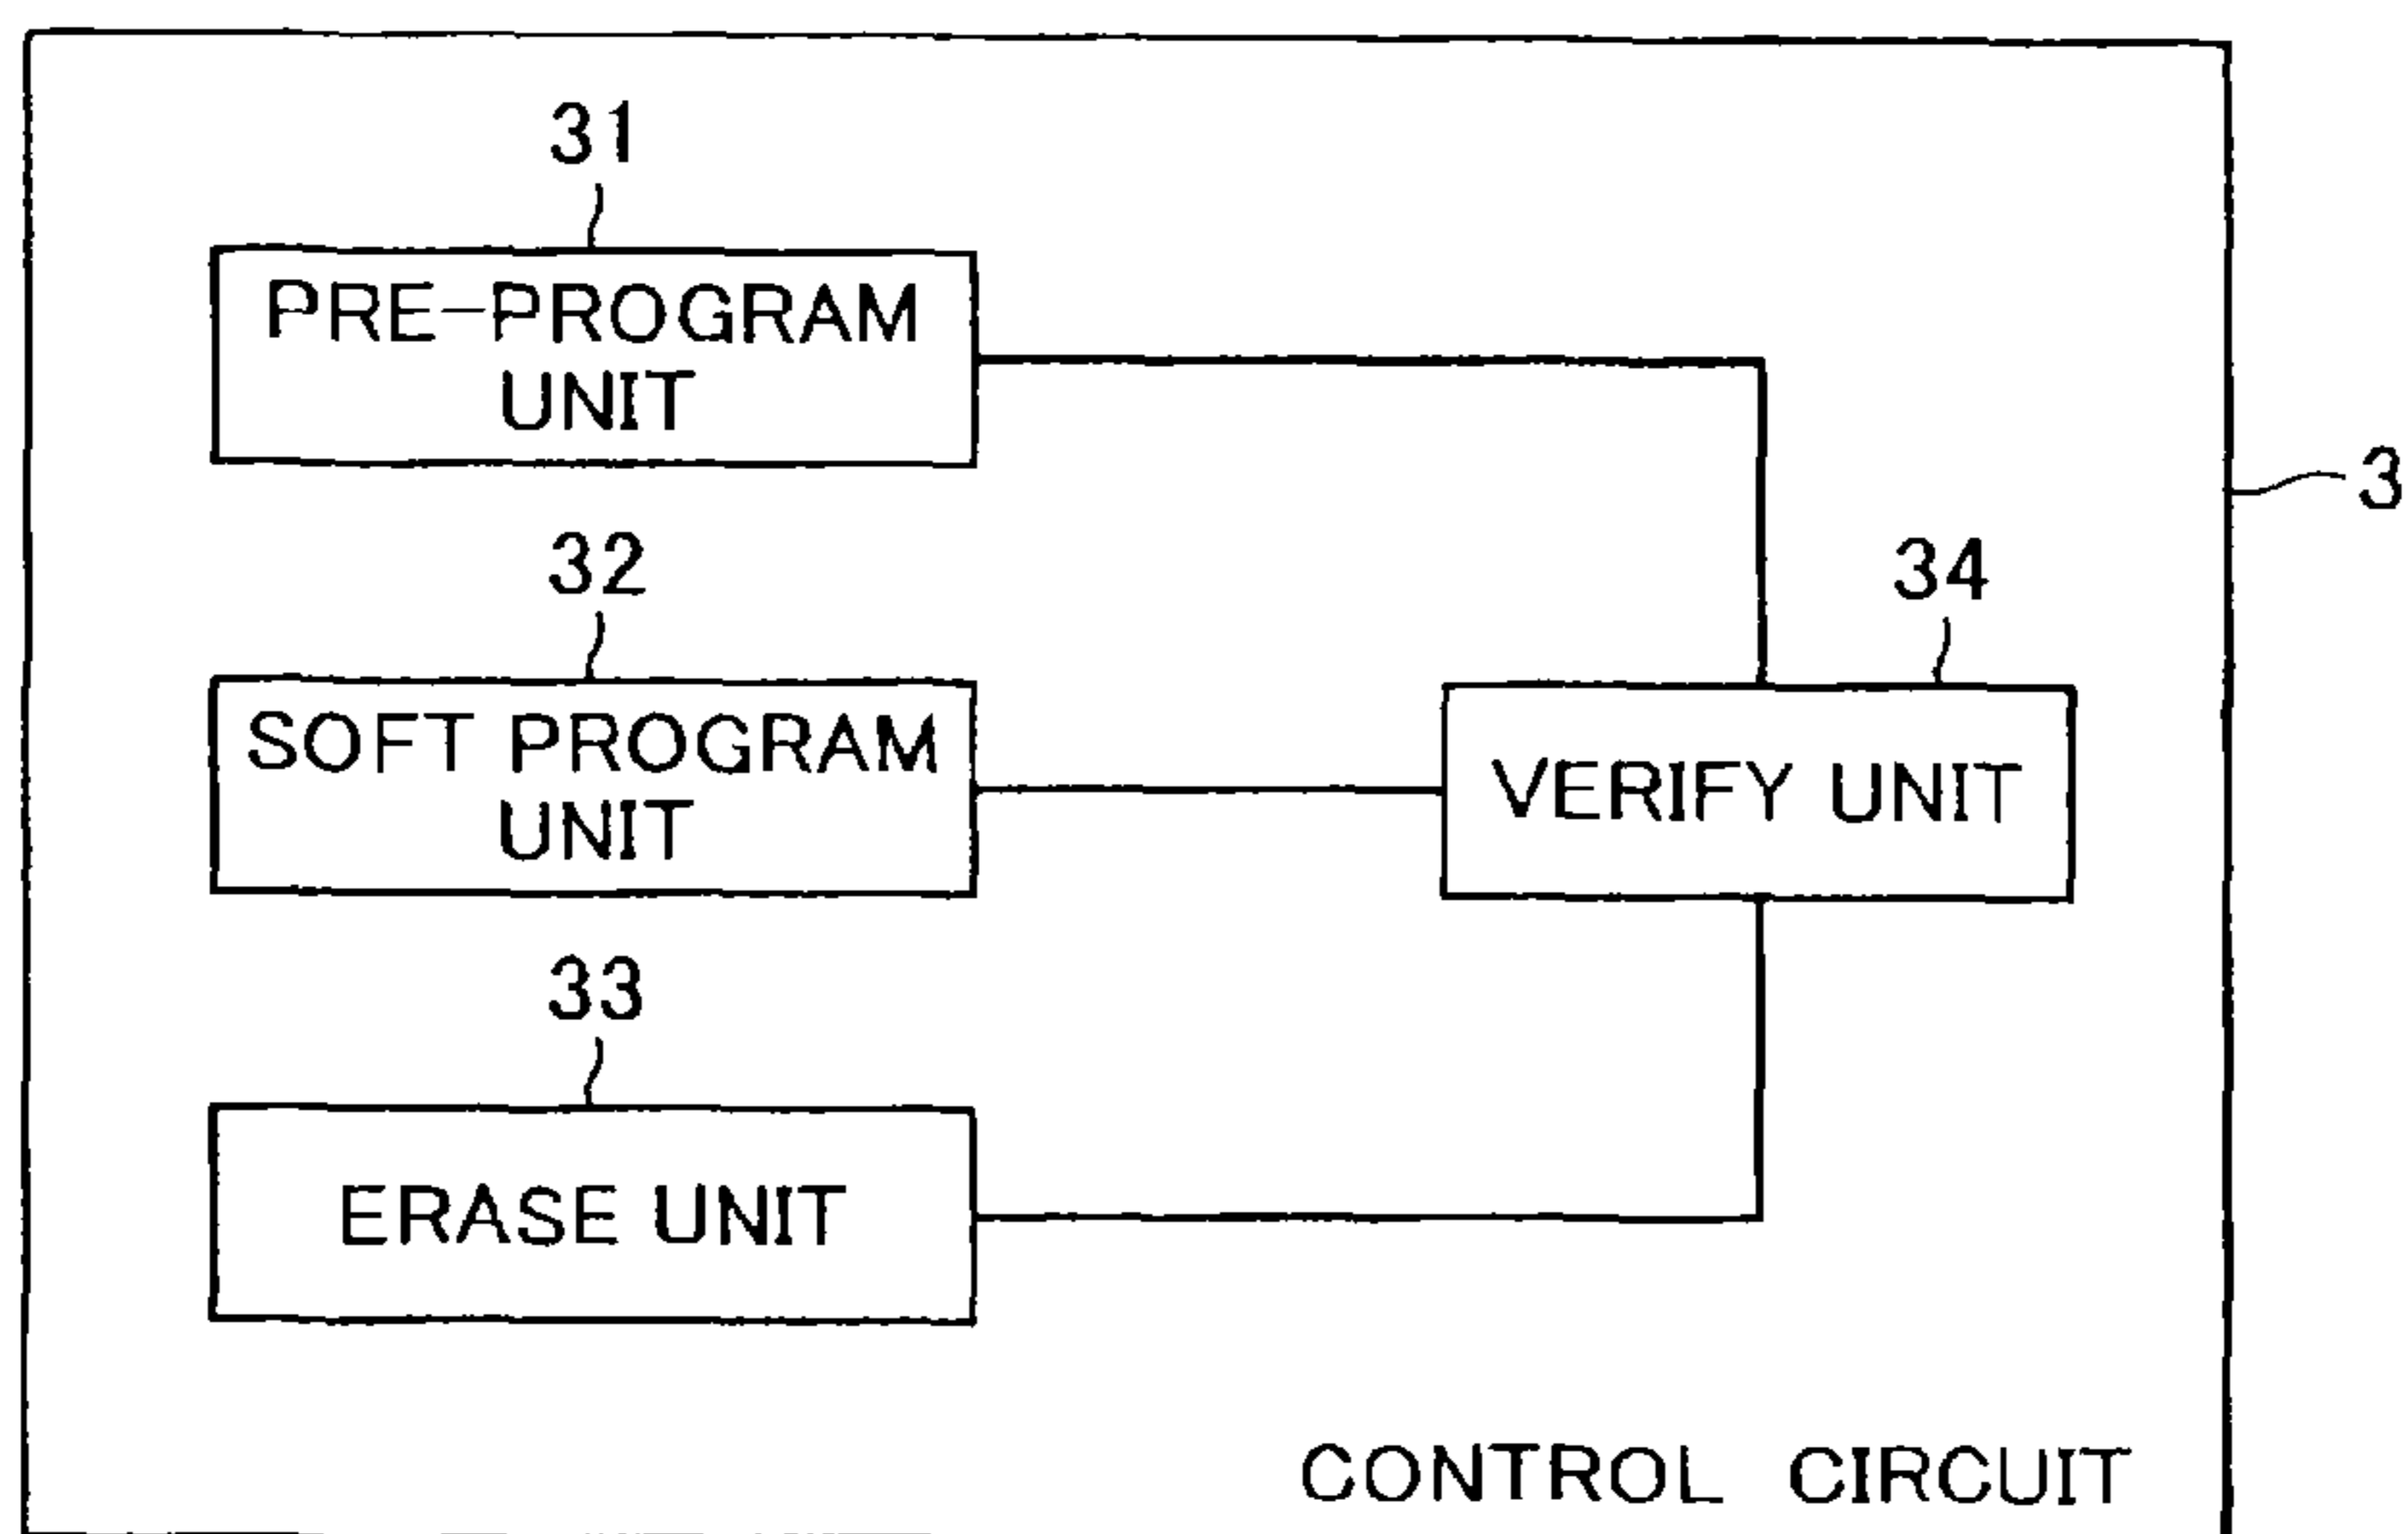 31
PRE-PROGRAM
UNIT
3
32
SOFT PROGRAM
UNIT
34
VERIFY UNIT
33
ERASE UNIT
CONTROL CIRCUIT